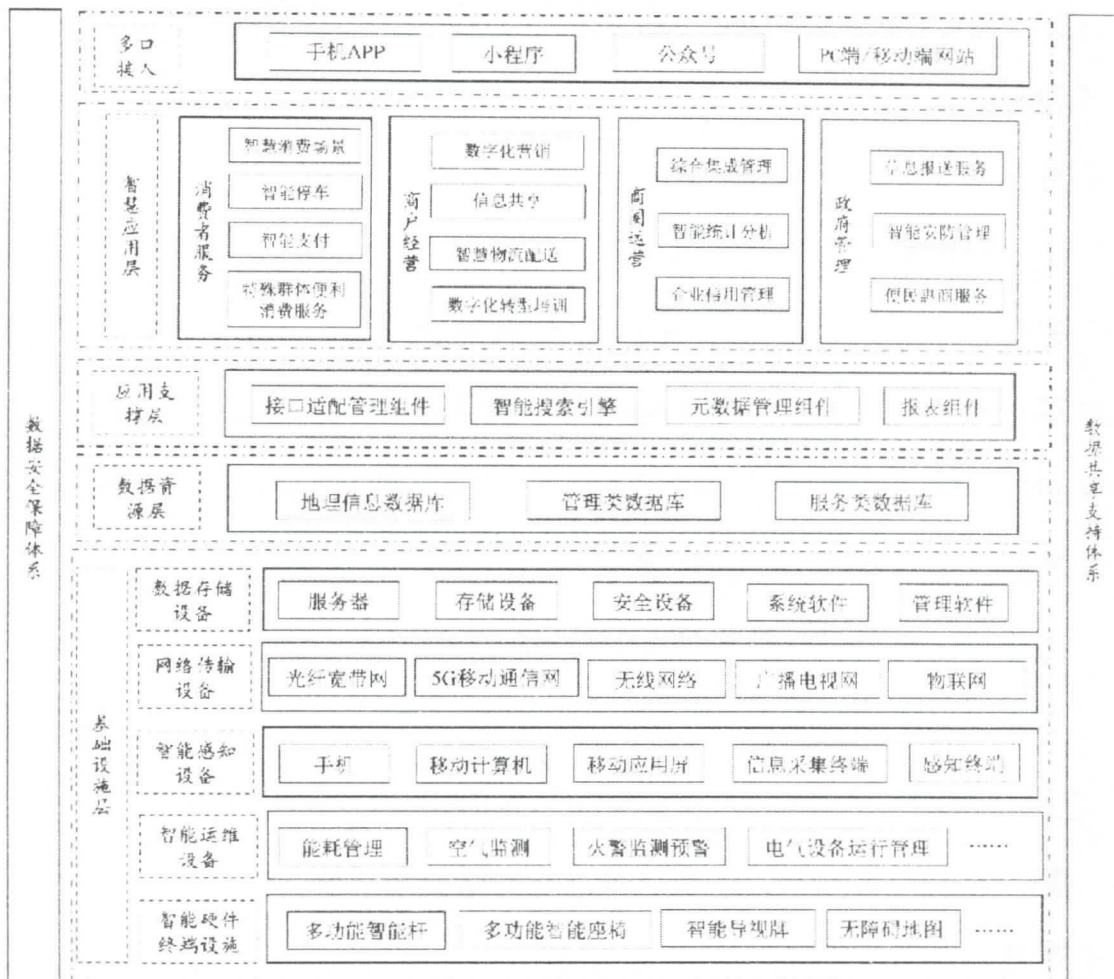 数据安全保障体系
多口
接入
手机APP
小程序
公众号
PC端/移动端网站
智慧应用层
消费者服务
智慧消费场景
智能停车
智能支付
特殊群体便利
消费服务
商户经营
数字化营销
信息共享
智慧物流配送
数字化转型培训
商圈运营
综合集成管理
智能统计分析
企业信用管理
政府管理
信息报送服务
智能安防管理
便民惠商服务
应用支
撑层
接口适配管理组件
智能搜索引擎
元数据管理组件
报表组件
数据资
源层
地理信息数据库
管理类数据库
服务类数据库
基础设施层
数据存储
设备
服务器
存储设备
安全设备
系统软件
管理软件
网络传输
设备
光纤宽带网
5G移动通信网
无线网络
广播电视网
物联网
智能感知
设备
手机
移动计算机
移动应用屏
信息采集终端
感知终端
智能运维
设备
能耗管理
空气监测
火警监测预警
电气设备运行管理
……
智能硬件
终端设施
多功能智能杆
多功能智能座椅
智能导视牌
无障碍地图
……
数据共享支持体系